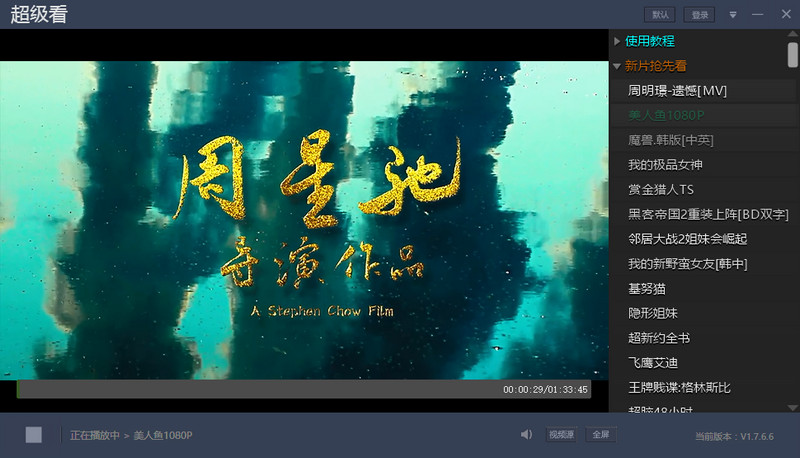 超级看
默认
登录
周星驰
导演作品
A Stephen Chow Film
00:00:29/01:33:45
使用教程
新片抢先看
周明璟-遗憾[MV]
美人鱼1080P
魔兽.韩版[中英]
我的极品女神
赏金猎人TS
黑客帝国2重装上阵[BD双字]
邻居大战2姐妹会崛起
我的新野蛮女友[韩中]
基努猫
隐形姐妹
超新约全书
飞鹰艾迪
王牌贱谍:格林斯比
超脑48小时
正在播放中 > 美人鱼1080P
视频源
全屏
当前版本：V1.7.6.6